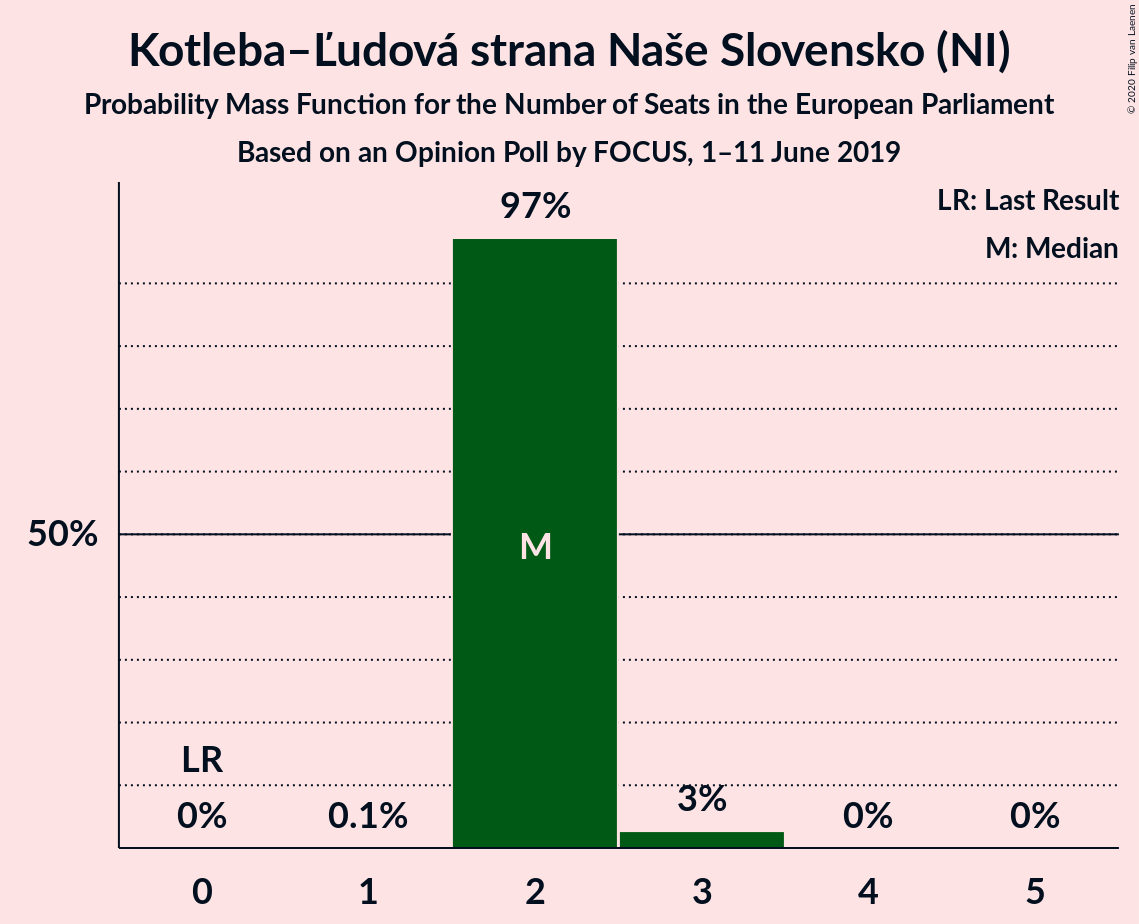 Kotleba–Ľudová strana Naše Slovensko (NI)
Probability Mass Function for the Number of Seats in the European Parliament
Based on an Opinion Poll by FOCUS, 1–11 June 2019
© 2020 Filip van Laenen
LR: Last Result
M: Median
97%
50%
M
LR
0%
0.1%
3%
0%
0%
0
1
2
3
4
5